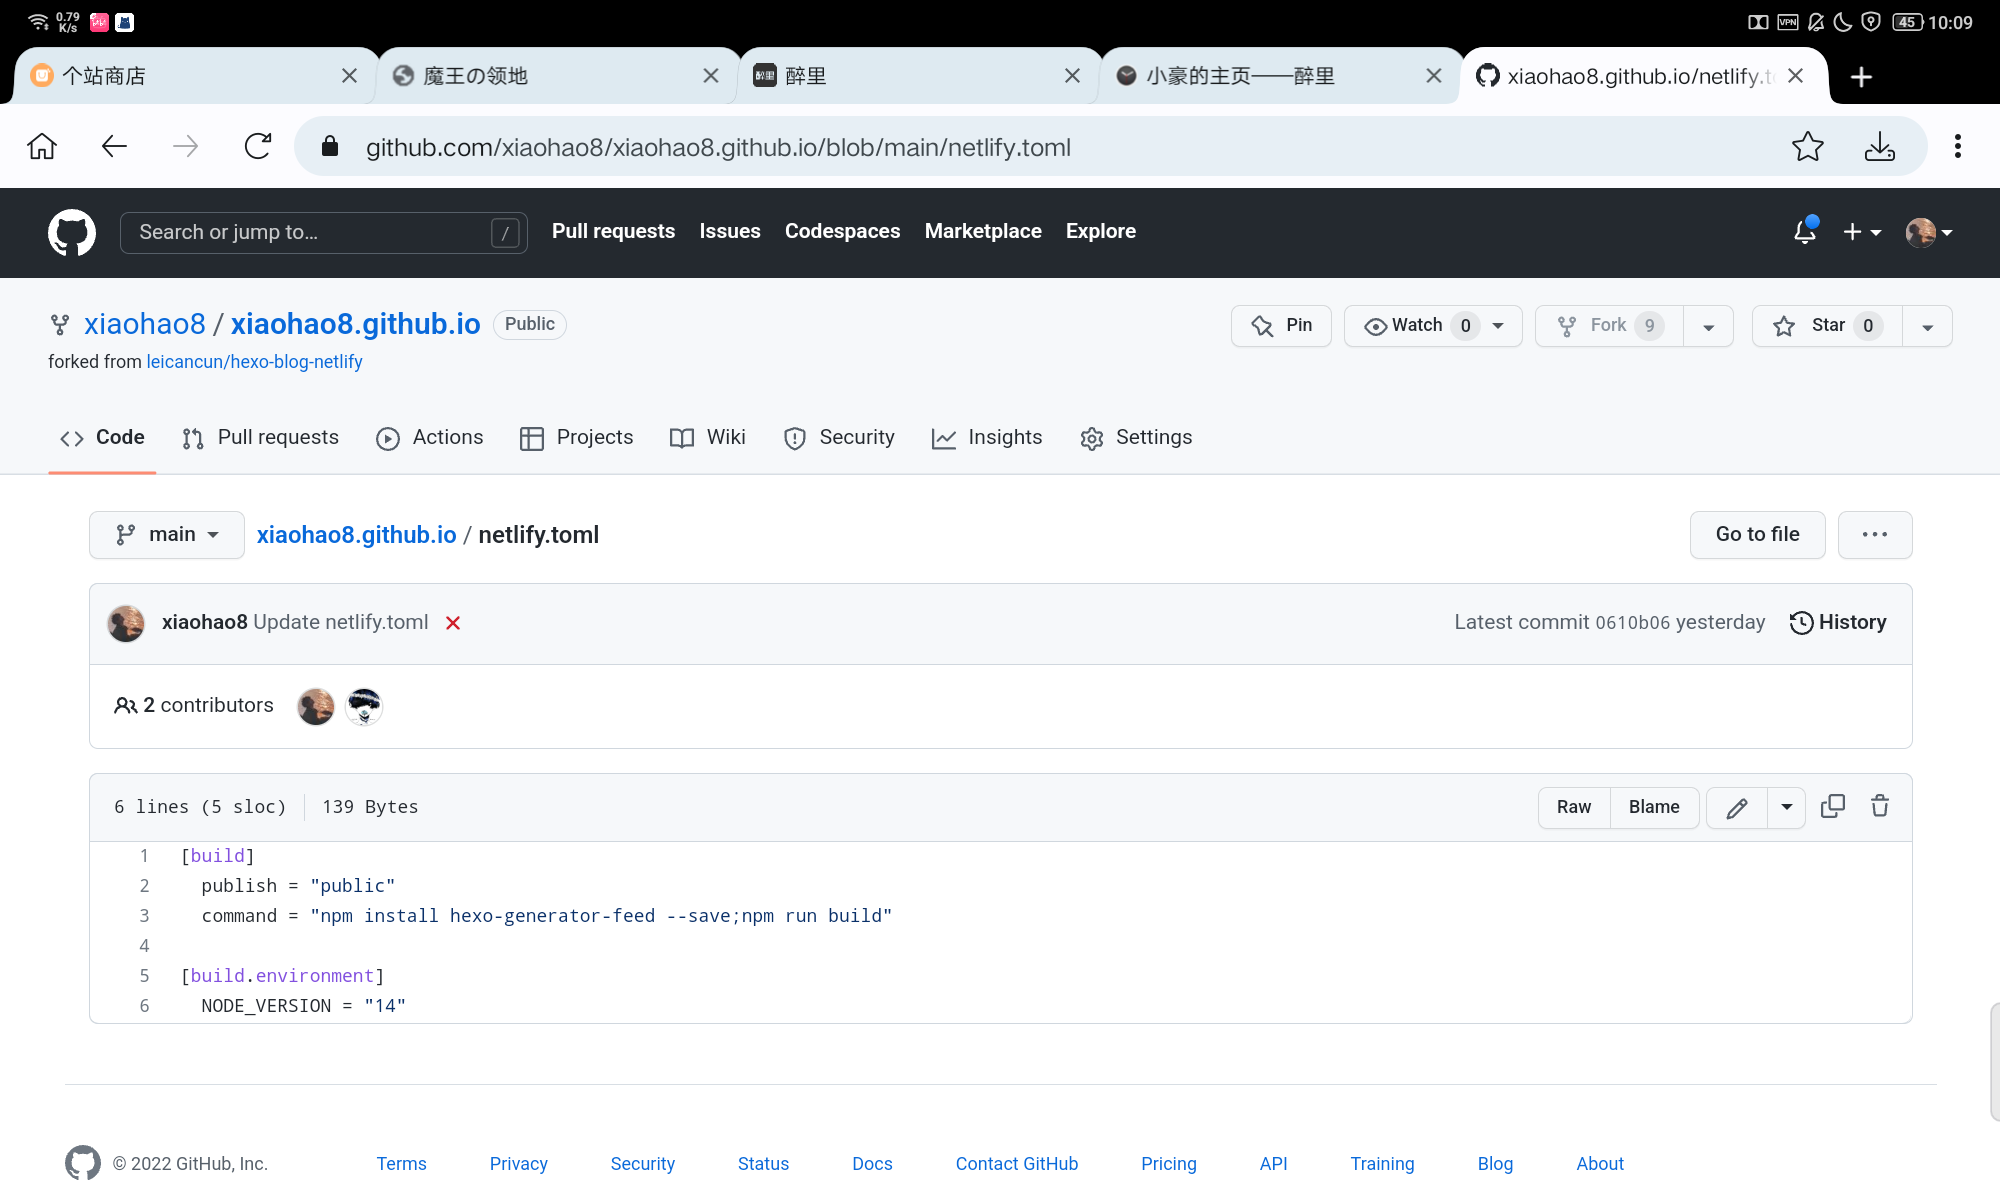 0.79
K/s
VPN
45
10:09
个站商店
魔王の领地
醉里
醉里
小豪的主页——醉里
xiaohao8.github.io/netlify.t
github.com/xiaohao8/xiaohao8.github.io/blob/main/netlify.toml
Search or jump to...
/
Pull requests
Issues
Codespaces
Marketplace
Explore
xiaohao8 / xiaohao8.github.io
Public
Pin
Watch 0
Fork 9
Star 0
forked from leicancun/hexo-blog-netlify
Code
Pull requests
Actions
Projects
Wiki
Security
Insights
Settings
main
xiaohao8.github.io / netlify.toml
Go to file
xiaohao8 Update netlify.toml
Latest commit 0610b06 yesterday
History
2 contributors
6 lines (5 sloc)
139 Bytes
Raw
Blame
1 [build]
2 publish = "public"
3 command = "npm install hexo-generator-feed --save;npm run build"
4
5 [build.environment]
6 NODE_VERSION = "14"
© 2022 GitHub, Inc.
Terms
Privacy
Security
Status
Docs
Contact GitHub
Pricing
API
Training
Blog
About